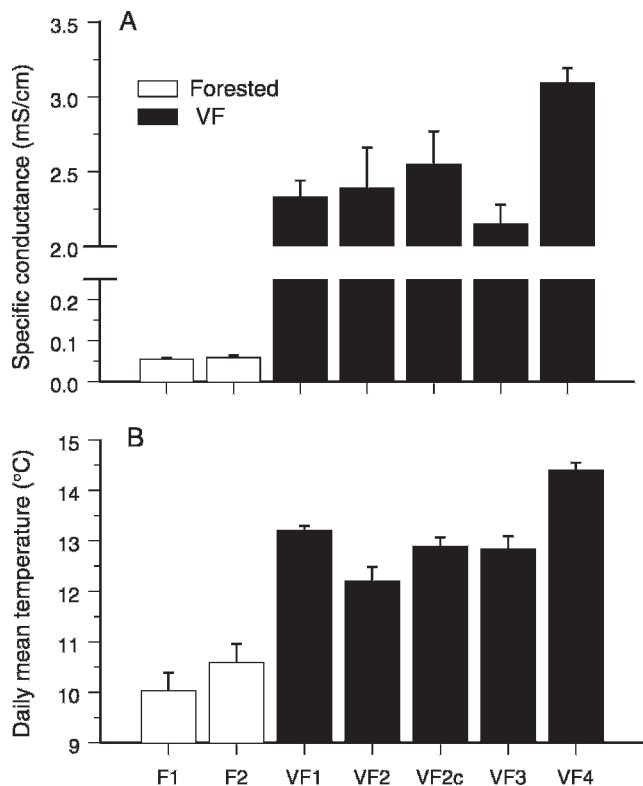 A
Specific conductance (mS/cm)
3.5
3.0
2.5
2.0
0.2
0.1
0.0
Forested
VF
B
Daily mean temperature (°C)
15
14
13
12
11
10
9
F1 F2 VF1 VF2 VF2c VF3 VF4